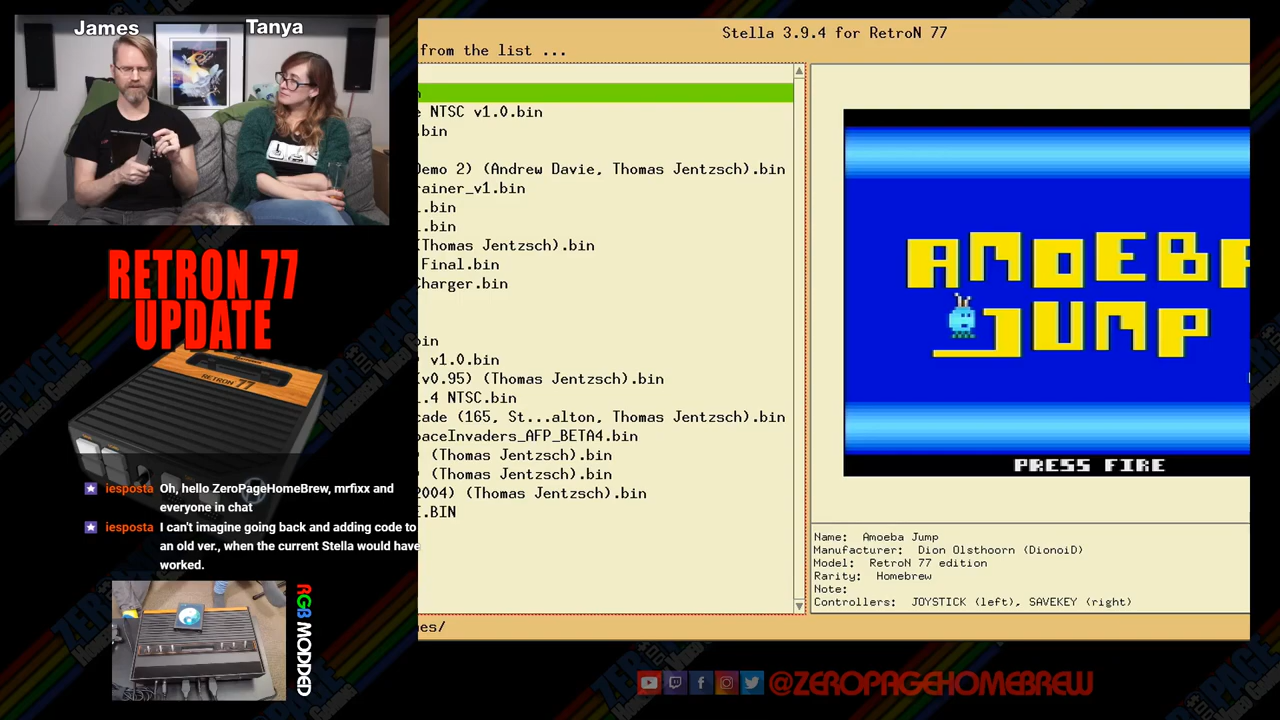 James
Tanya
RETRON 77
UPDATE
RETRON 77
iesposta Oh, hello ZeroPageHomeBrew, mrfixx and
everyone in chat
iesposta I can't imagine going back and adding code to
an old ver., when the current Stella would have
worked.
RGB MODDED
Stella 3.9.4 for RetroN 77
from the list ...
NTSC v1.0.bin
.bin
Demo 2) (Andrew Davie, Thomas Jentzsch).bin
rainer_v1.bin
.bin
.bin
(Thomas Jentzsch).bin
Final.bin
Charger.bin
in
v1.0.bin
(v0.95) (Thomas Jentzsch).bin
.4 NTSC.bin
cade (165, St...alton, Thomas Jentzsch).bin
paceInvaders_AFP_BETA4.bin
) (Thomas Jentzsch).bin
) (Thomas Jentzsch).bin
2004) (Thomas Jentzsch).bin
E.BIN
es/
AMOEBA
JUMP
PRESS FIRE
Name: Amoeba Jump
Manufacturer: Dion Olsthoorn (DionoiD)
Model: RetroN 77 edition
Rarity: Homebrew
Note:
Controllers: JOYSTICK (left), SAVEKEY (right)
@ZEROPAGEHOMEBREW